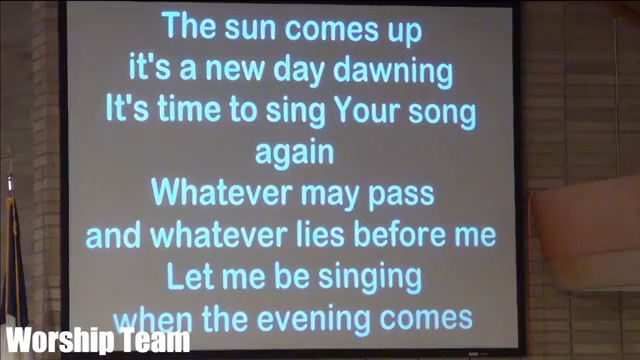 The sun comes up
it's a new day dawning
It's time to sing Your song
again
Whatever may pass
and whatever lies before me
Let me be singing
when the evening comes
Worship Team